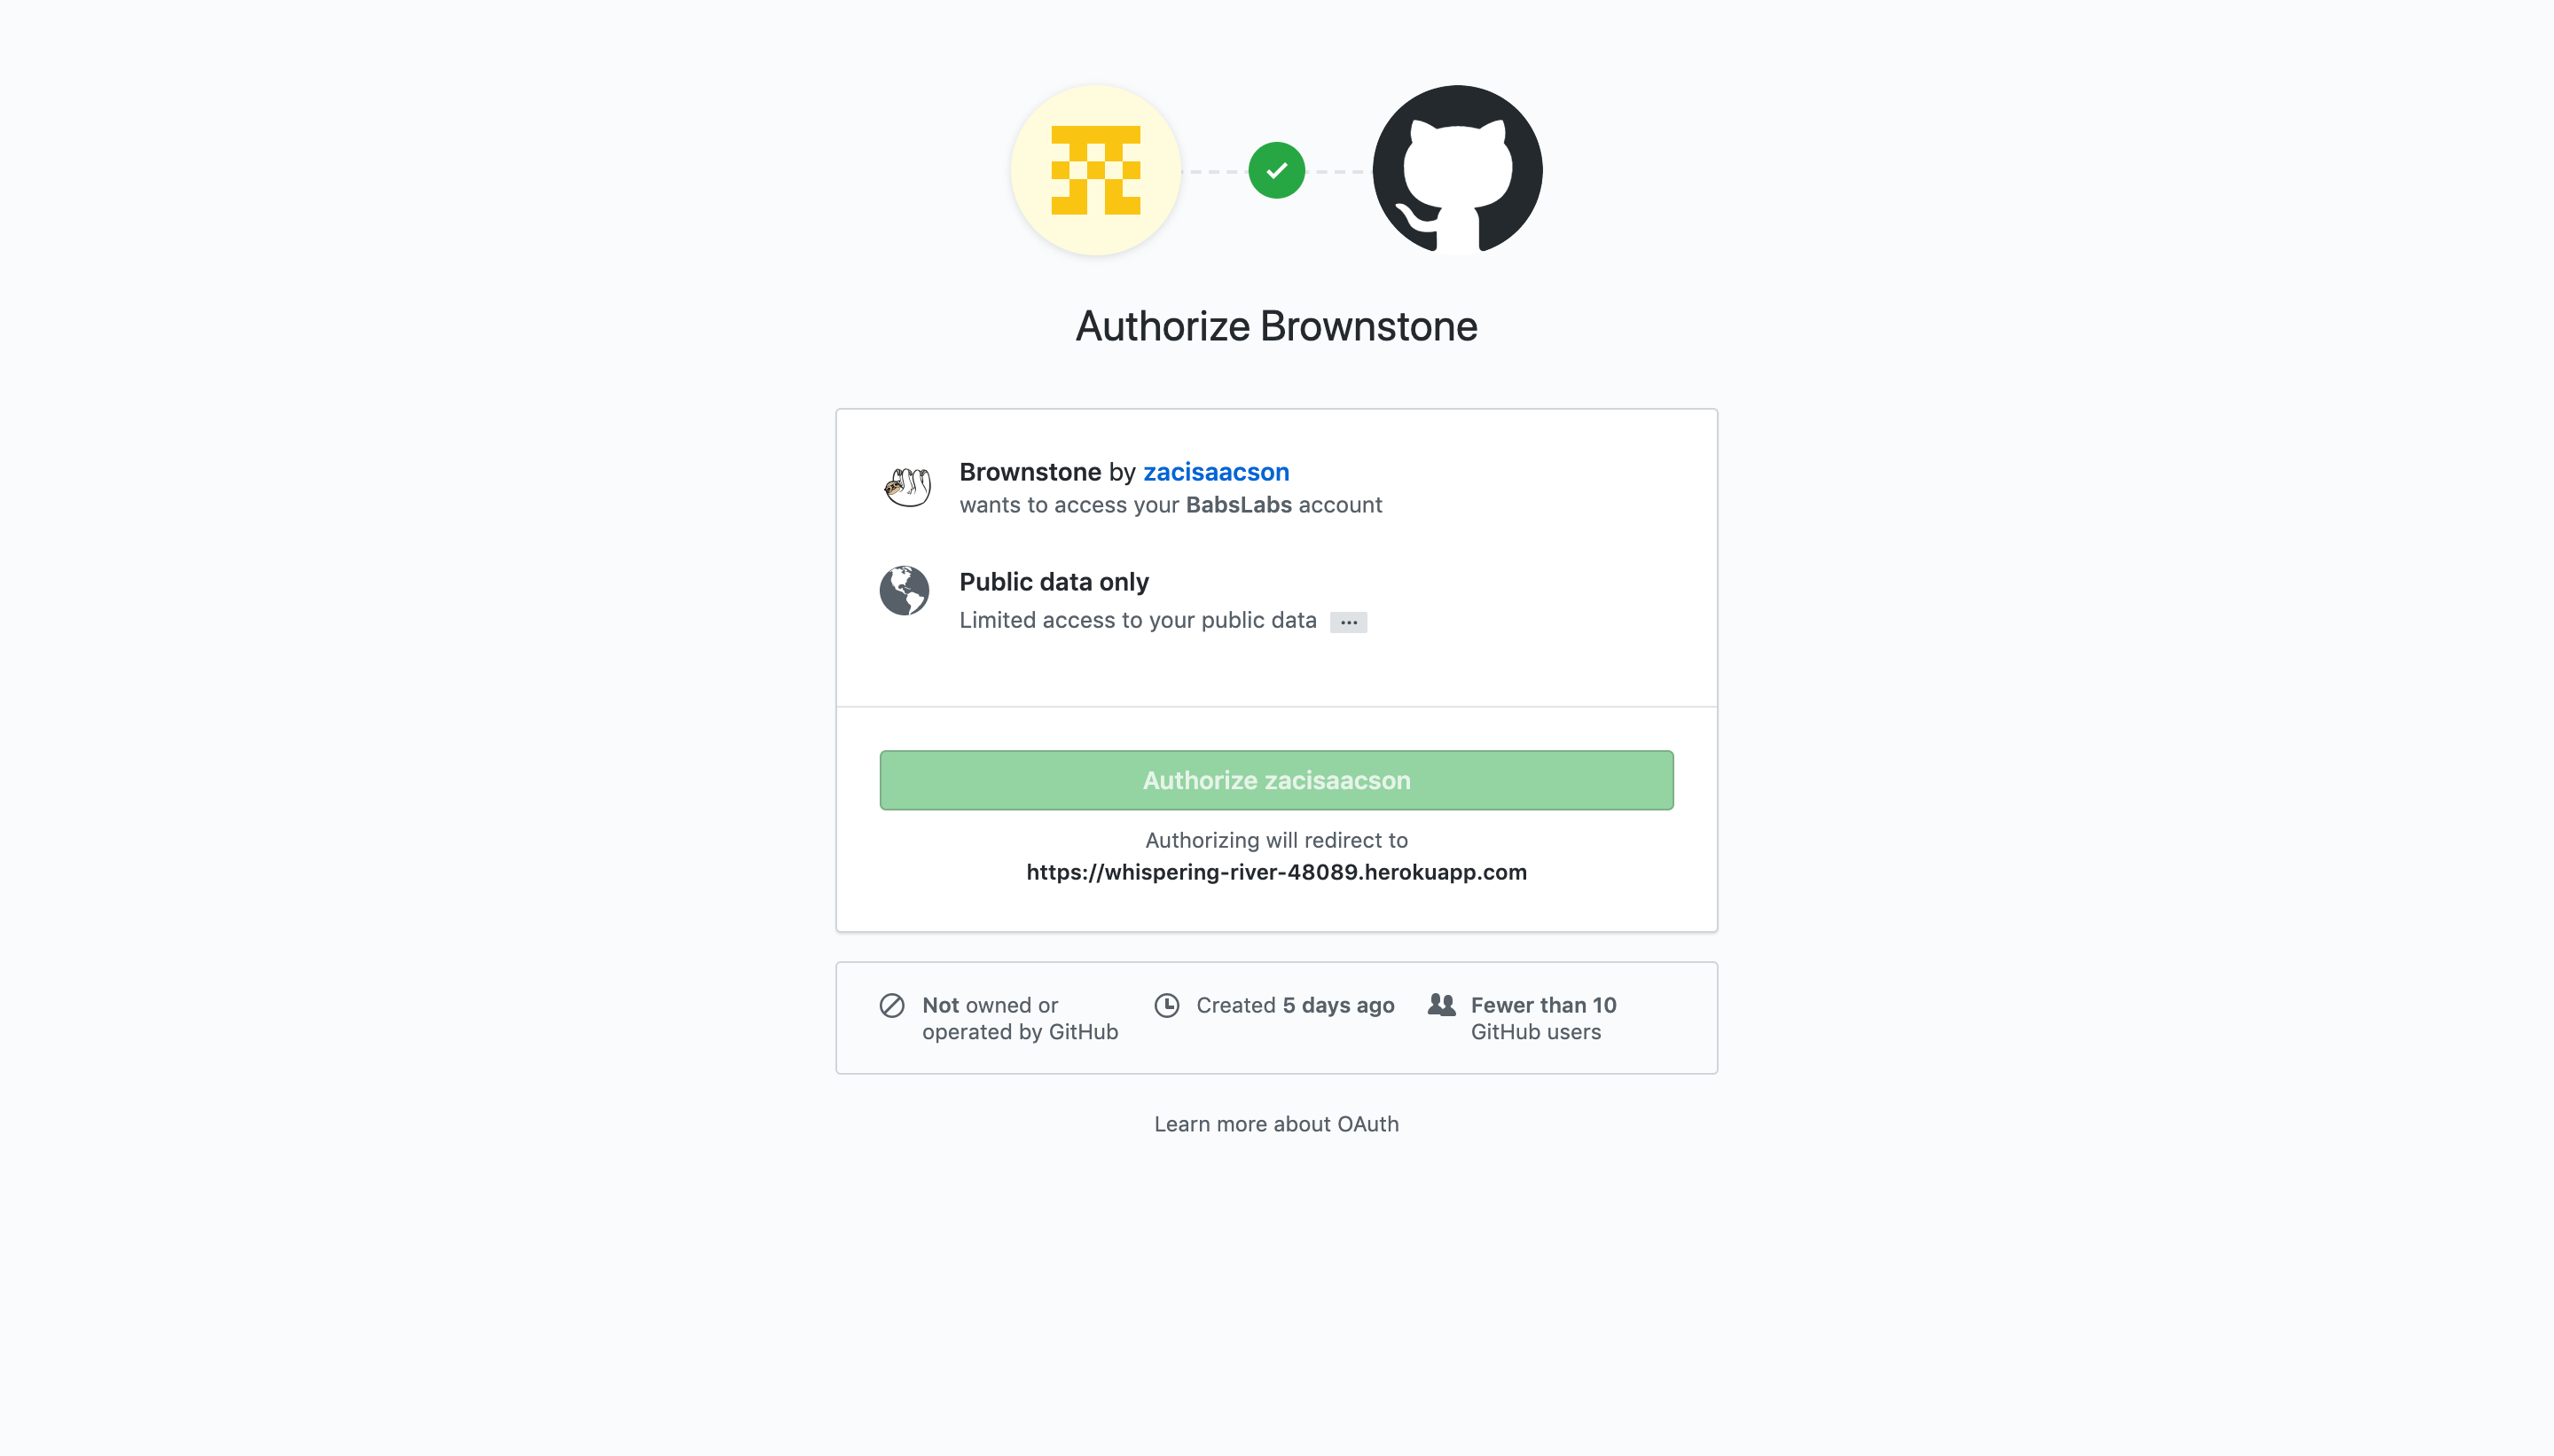 Authorize Brownstone
Brownstone by zacisaacson
wants to access your BabsLabs account
Public data only
Limited access to your public data …
Authorize zacisaacson
Authorizing will redirect to
https://whispering-river-48089.herokuapp.com
Not owned or
operated by GitHub
Created 5 days ago
Fewer than 10
GitHub users
Learn more about OAuth